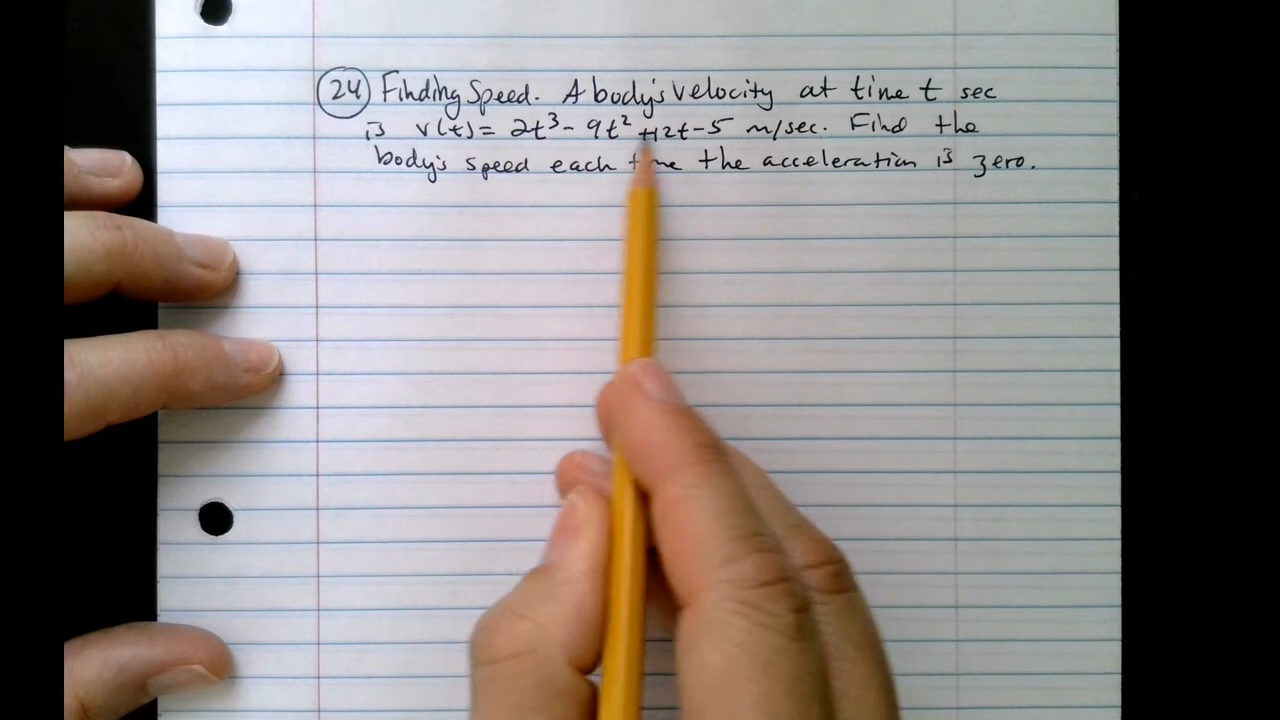 24 Finding Speed. A body's velocity at time t sec
is v(t) = 2t³ - 9t² +12t - 5 m/sec. Find the
body's speed each time the acceleration is zero.